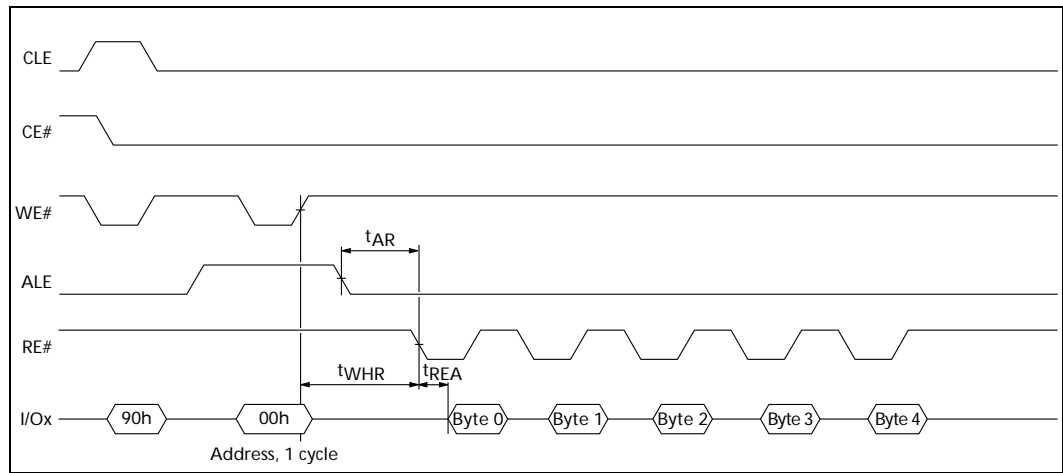 CLE
CE#
WE#
tAR
ALE
RE#
tWHR tREA
I/Ox 90h 00h Byte 0 Byte 1 Byte 2 Byte 3 Byte 4
Address, 1 cycle